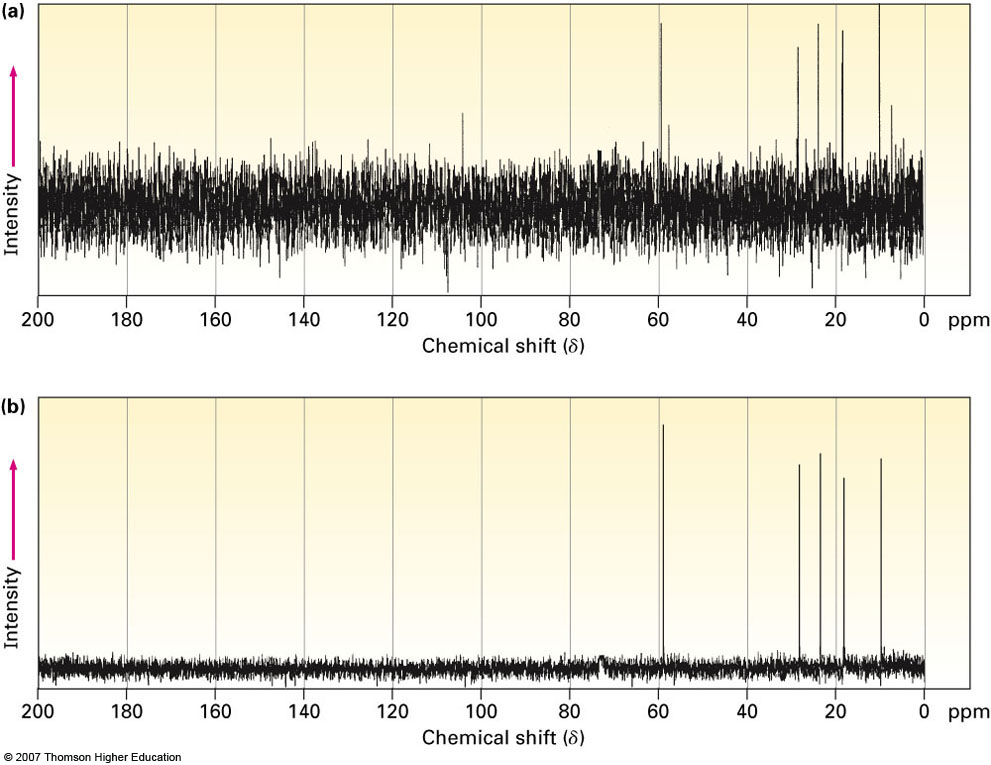 (a)
Intensity
200 180 160 140 120 100 80 60 40 20 0 ppm
Chemical shift (δ)
(b)
Intensity
200 180 160 140 120 100 80 60 40 20 0 ppm
Chemical shift (δ)
© 2007 Thomson Higher Education